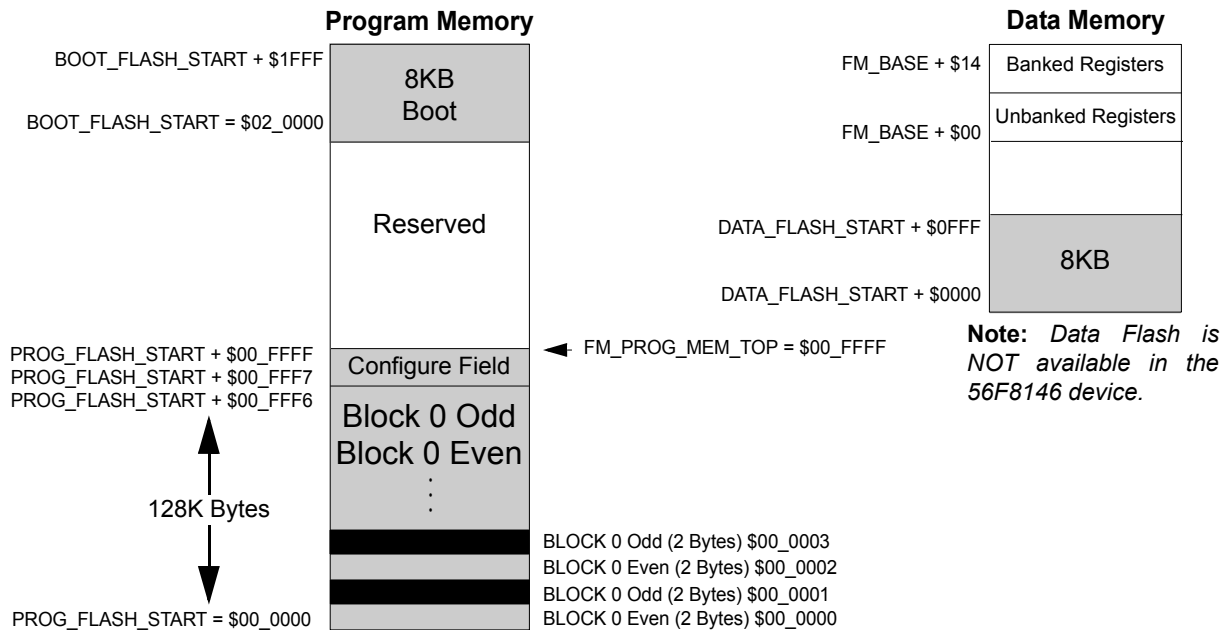 Program Memory
BOOT_FLASH_START + $1FFF
8KB
Boot
BOOT_FLASH_START = $02_0000
Reserved
PROG_FLASH_START + $00_FFFF
FM_PROG_MEM_TOP = $00_FFFF
Configure Field
PROG_FLASH_START + $00_FFF7
PROG_FLASH_START + $00_FFF6
Block 0 Odd
Block 0 Even
128K Bytes
BLOCK 0 Odd (2 Bytes) $00_0003
BLOCK 0 Even (2 Bytes) $00_0002
BLOCK 0 Odd (2 Bytes) $00_0001
PROG_FLASH_START = $00_0000
BLOCK 0 Even (2 Bytes) $00_0000
Data Memory
FM_BASE + $14
Banked Registers
Unbanked Registers
FM_BASE + $00
DATA_FLASH_START + $0FFF
8KB
DATA_FLASH_START + $0000
Note: Data Flash is
NOT available in the
56F8146 device.